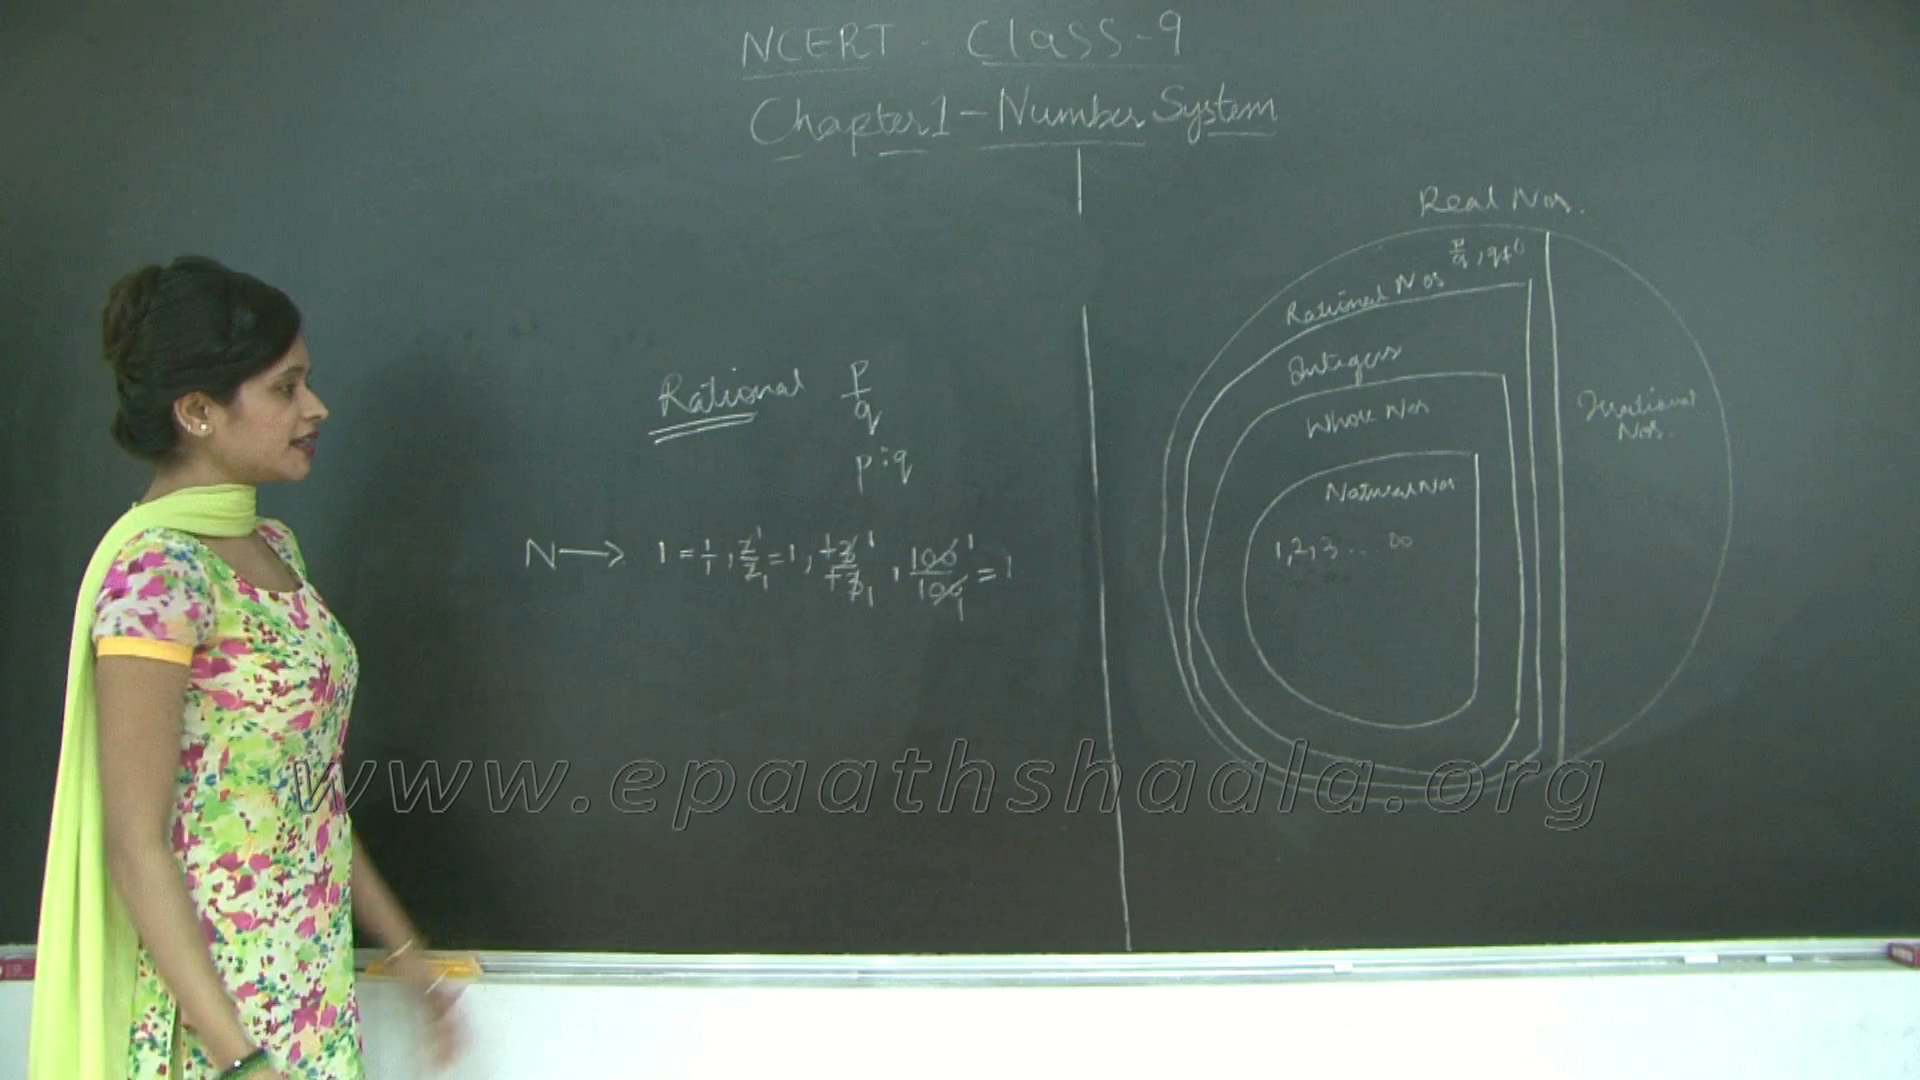 NCERT - Class-9
Chapter 1 - Number System
Rational p/q
p:q
N → 1 = 1/1, 2/2 = 1, +3/+3, 100/100 = 1
Real Nos.
p/q, q≠0
Rational Nos
Integers
Whole Nos
Natural Nos
1,2,3.. ∞
Irrational
Nos.
www.epaathshaala.org